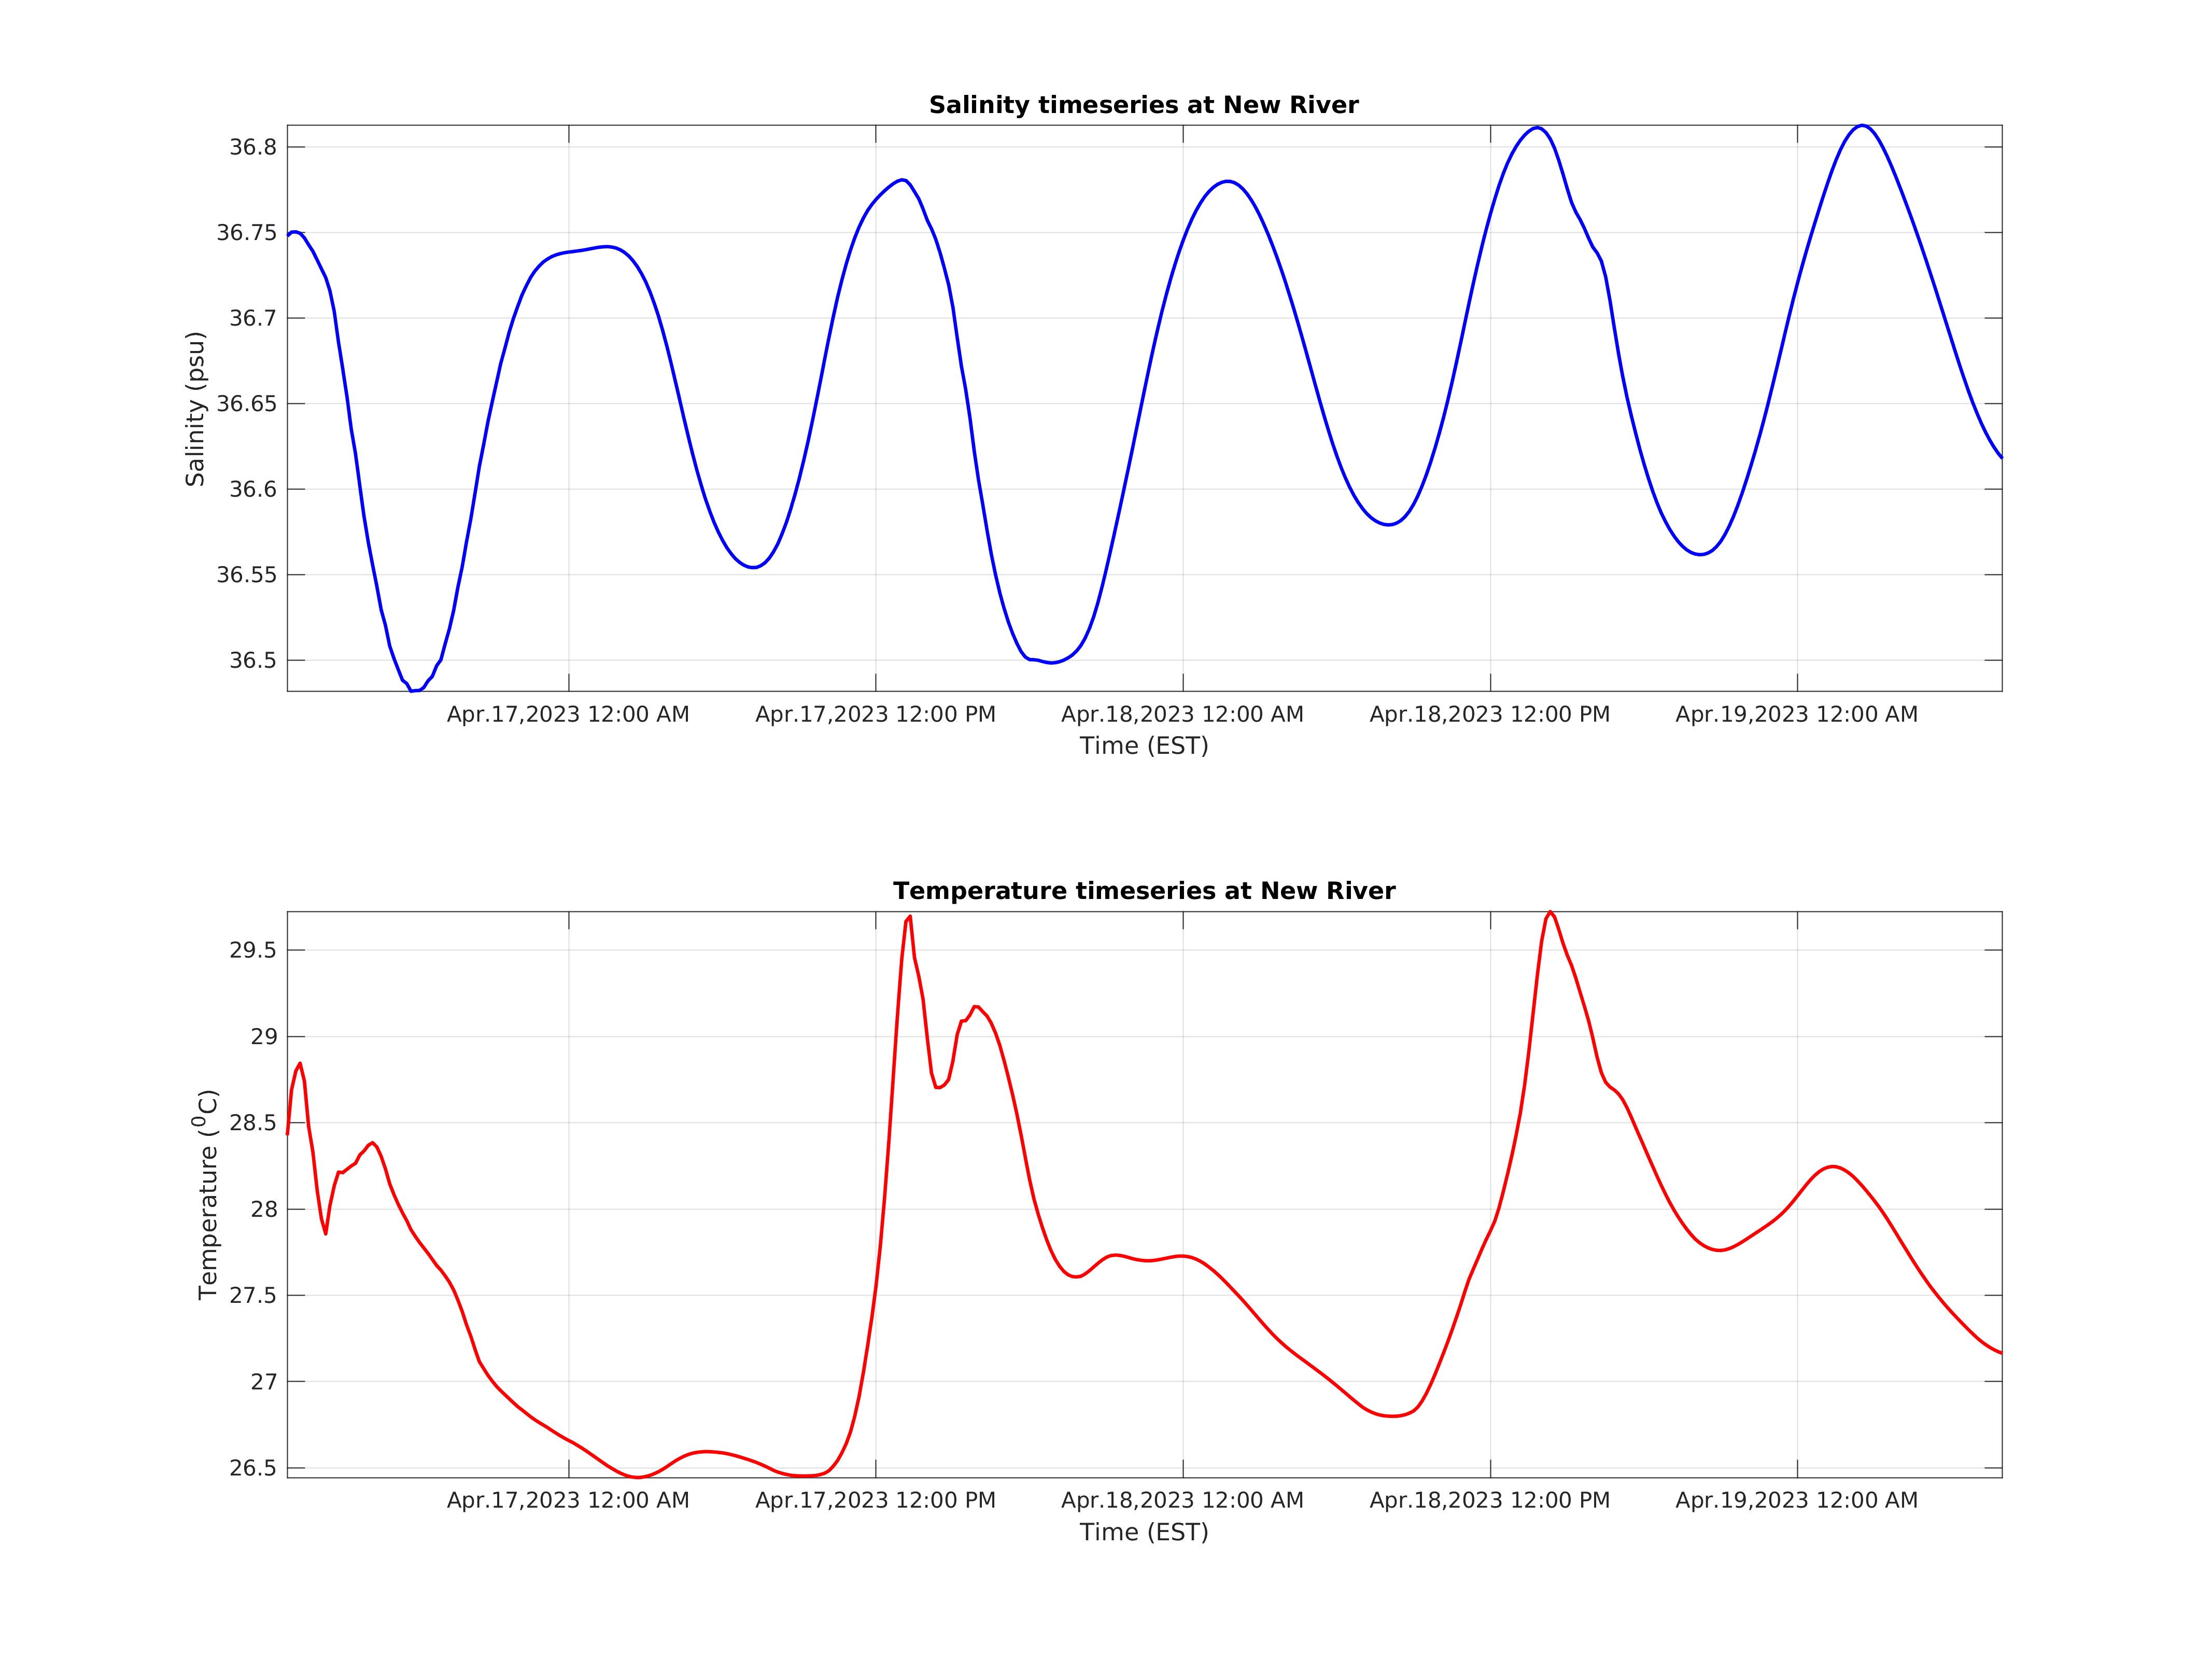 Salinity timeseries at New River
36.8
36.75
36.7
36.65
36.6
36.55
36.5
Salinity (psu)
Apr.17,2023 12:00 AM Apr.17,2023 12:00 PM Apr.18,2023 12:00 AM Apr.18,2023 12:00 PM Apr.19,2023 12:00 AM
Time (EST)
Temperature timeseries at New River
29.5
29
28.5
28
27.5
27
26.5
Temperature (⁰C)
Apr.17,2023 12:00 AM Apr.17,2023 12:00 PM Apr.18,2023 12:00 AM Apr.18,2023 12:00 PM Apr.19,2023 12:00 AM
Time (EST)